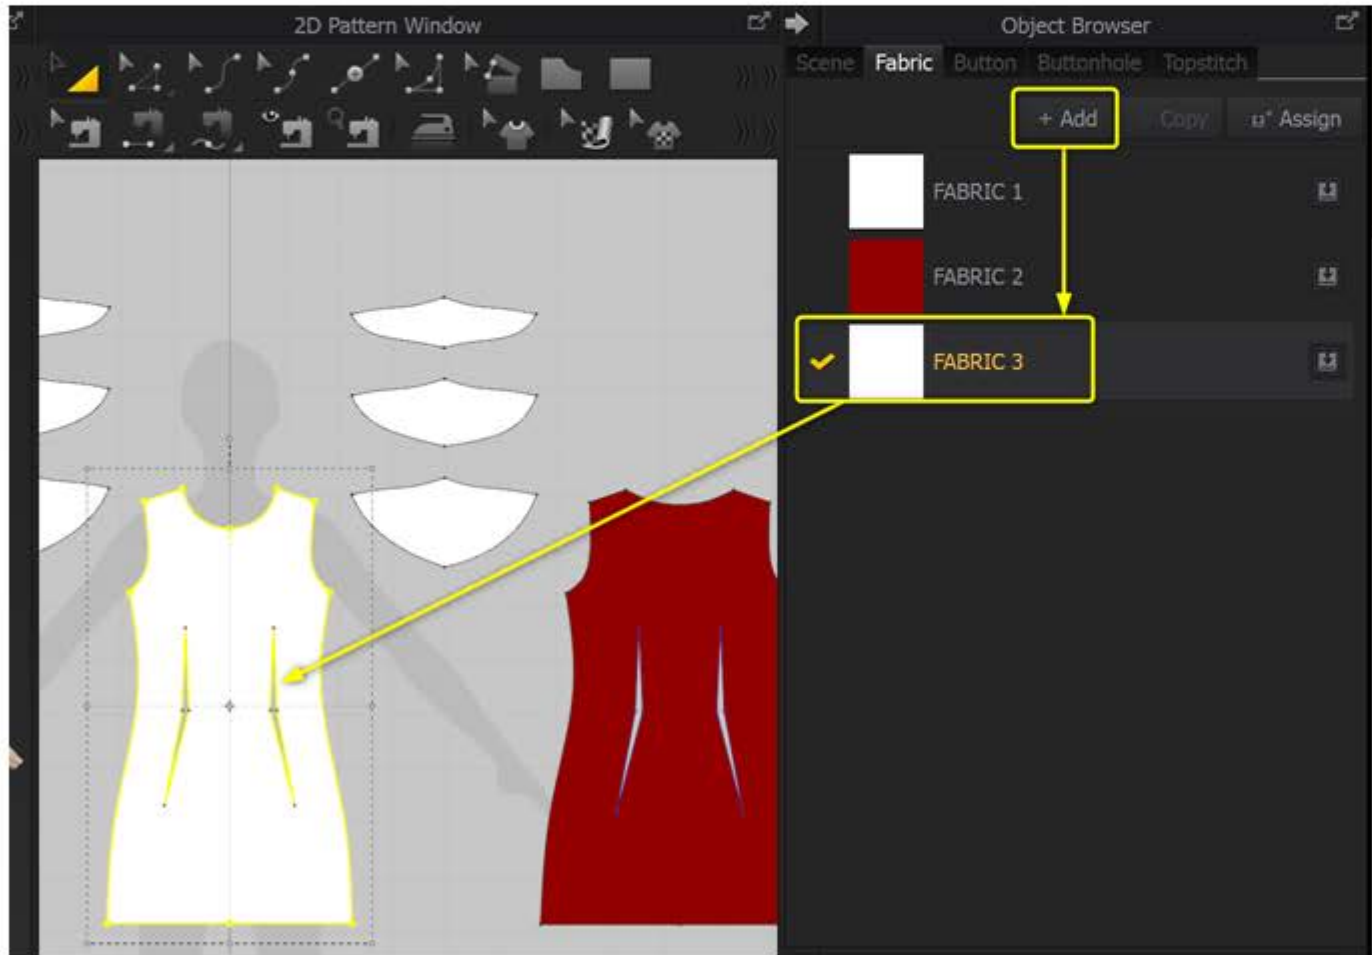 2D Pattern Window
Object Browser
Scene Fabric Button Buttonhole Topstitch
+ Add Copy Assign
FABRIC 1
FABRIC 2
FABRIC 3